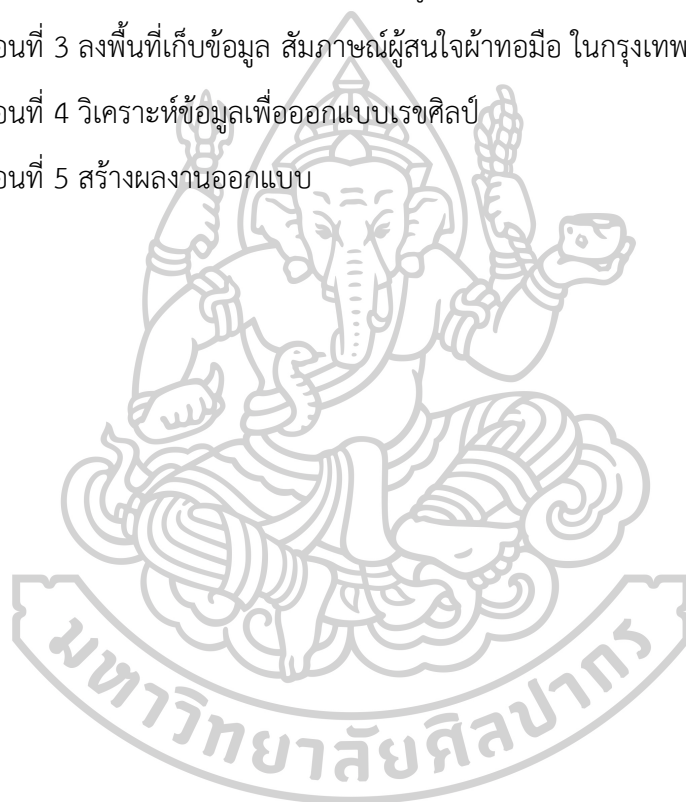 อนที่ 3 ลงพื้นที่เก็บข้อมูล สัมภาษณ์ผู้สนใจผ้าทอมือ ในกรุงเทพ
อนที่ 4 วิเคราะห์ข้อมูลเพื่อออกแบบเรขศิลป์
อนที่ 5 สร้างผลงานออกแบบ
มหาวิทยาลัยศิลปากร